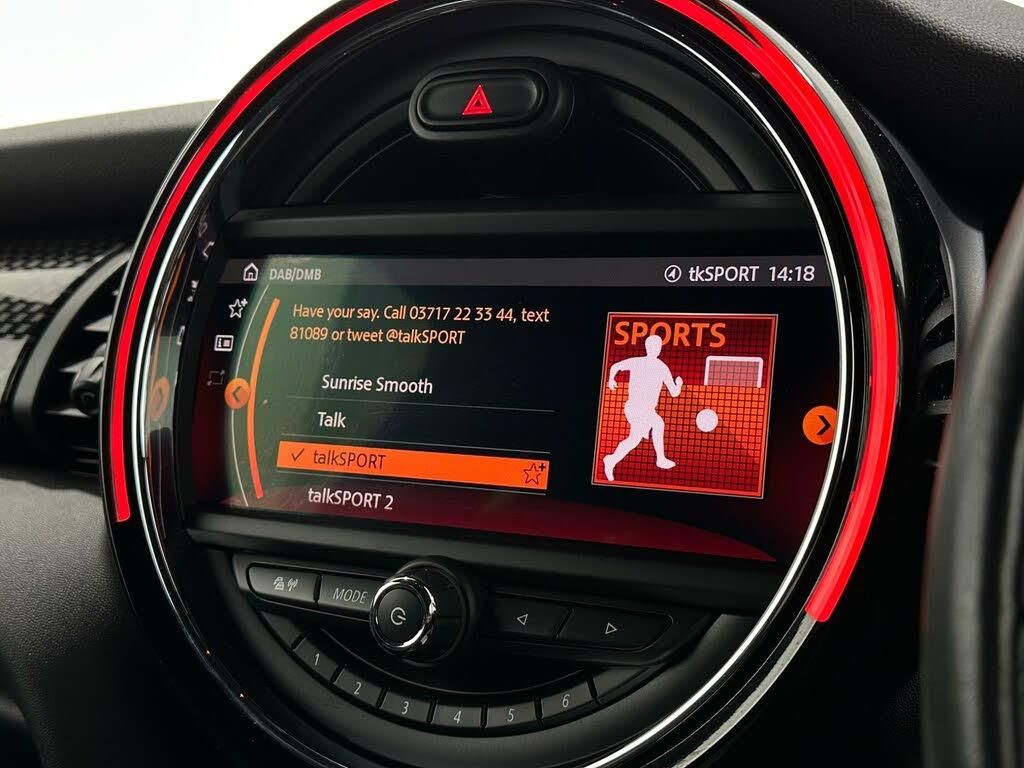 DAB/DMB
tkSPORT 14:18
Have your say. Call 03717 22 33 44, text
81089 or tweet @talkSPORT
Sunrise Smooth
Talk
talkSPORT
talkSPORT 2
SPORTS
MODE
1
2
3
4
5
6